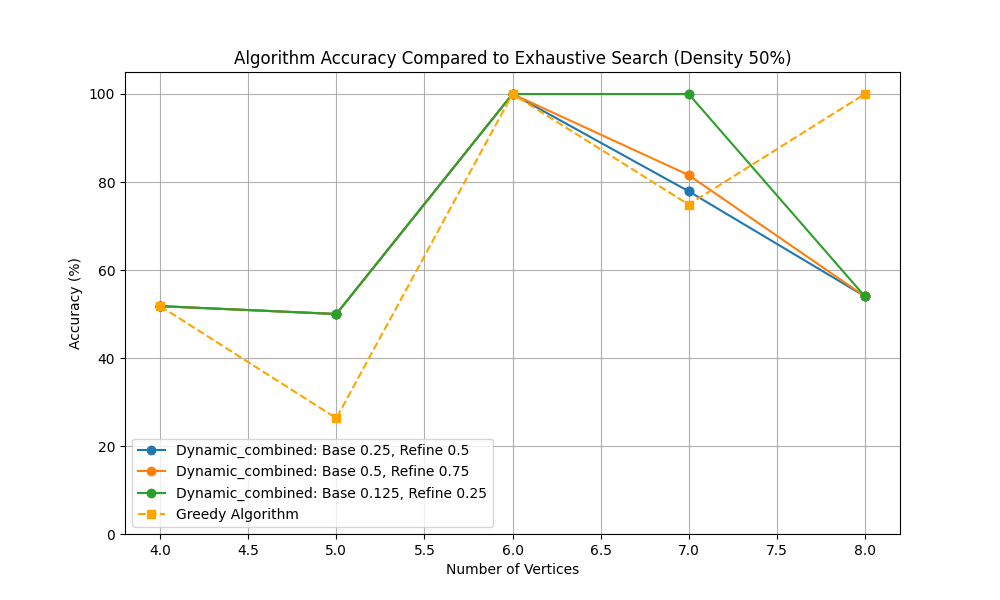 Algorithm Accuracy Compared to Exhaustive Search (Density 50%)
100
80
60
40
20
0
Accuracy (%)
Dynamic_combined: Base 0.25, Refine 0.5
Dynamic_combined: Base 0.5, Refine 0.75
Dynamic_combined: Base 0.125, Refine 0.25
Greedy Algorithm
4.0 4.5 5.0 5.5 6.0 6.5 7.0 7.5 8.0
Number of Vertices